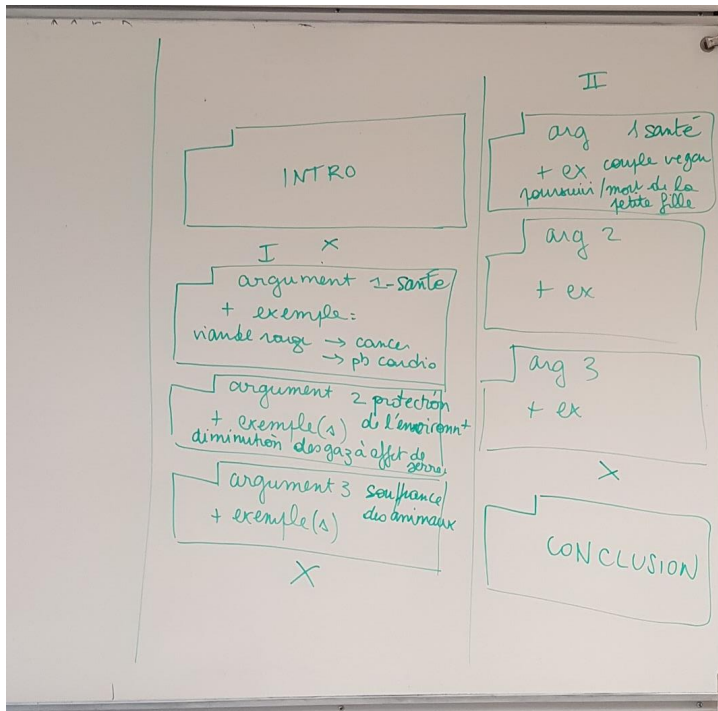 INTRO
I
×
argument 1-santé
+ exemple:
viande rouge → cancer
→ pb cardio
argument 2 protection
+ exemple(s) de l'environnt
diminution des gaz à effet de
serre
argument 3 souffrance
+ exemple(s) des animaux
×
II
arg 1 santé
+ ex couple vegan
poursuivi/mort de la
petite fille
arg 2
+ ex
arg 3
+ ex
×
CONCLUSION